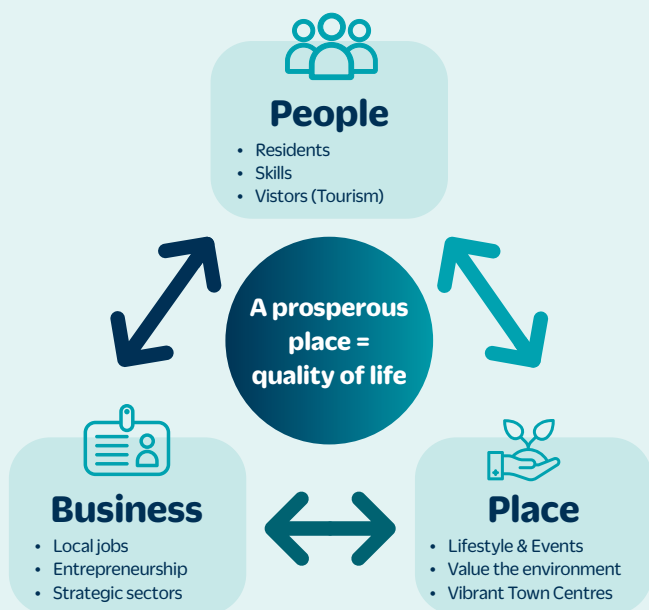 People
• Residents
• Skills
• Vistors (Tourism)
A prosperous
place =
quality of life
Business
• Local jobs
• Entrepreneurship
• Strategic sectors
Place
• Lifestyle & Events
• Value the environment
• Vibrant Town Centres